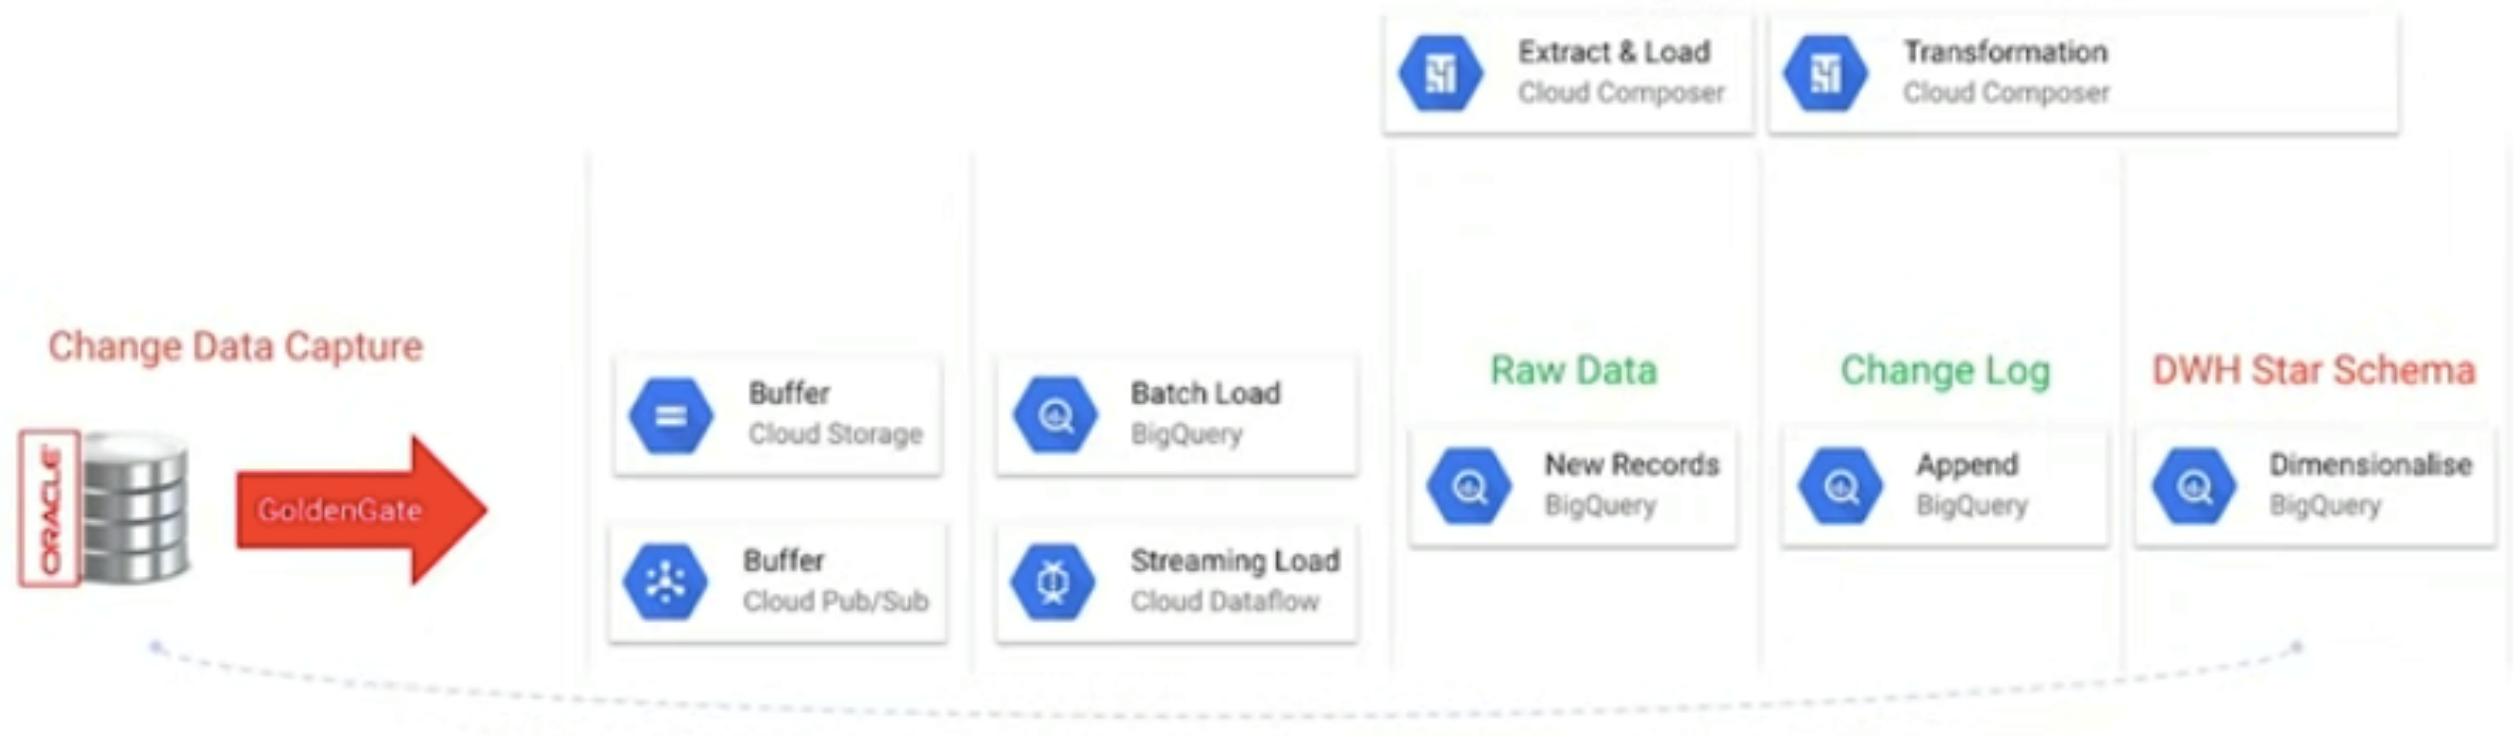 Extract & Load
Cloud Composer
Transformation
Cloud Composer
Change Data Capture
ORACLE
GoldenGate
Buffer
Cloud Storage
Buffer
Cloud Pub/Sub
Batch Load
BigQuery
Streaming Load
Cloud Dataflow
Raw Data
New Records
BigQuery
Change Log
Append
BigQuery
DWH Star Schema
Dimensionalise
BigQuery